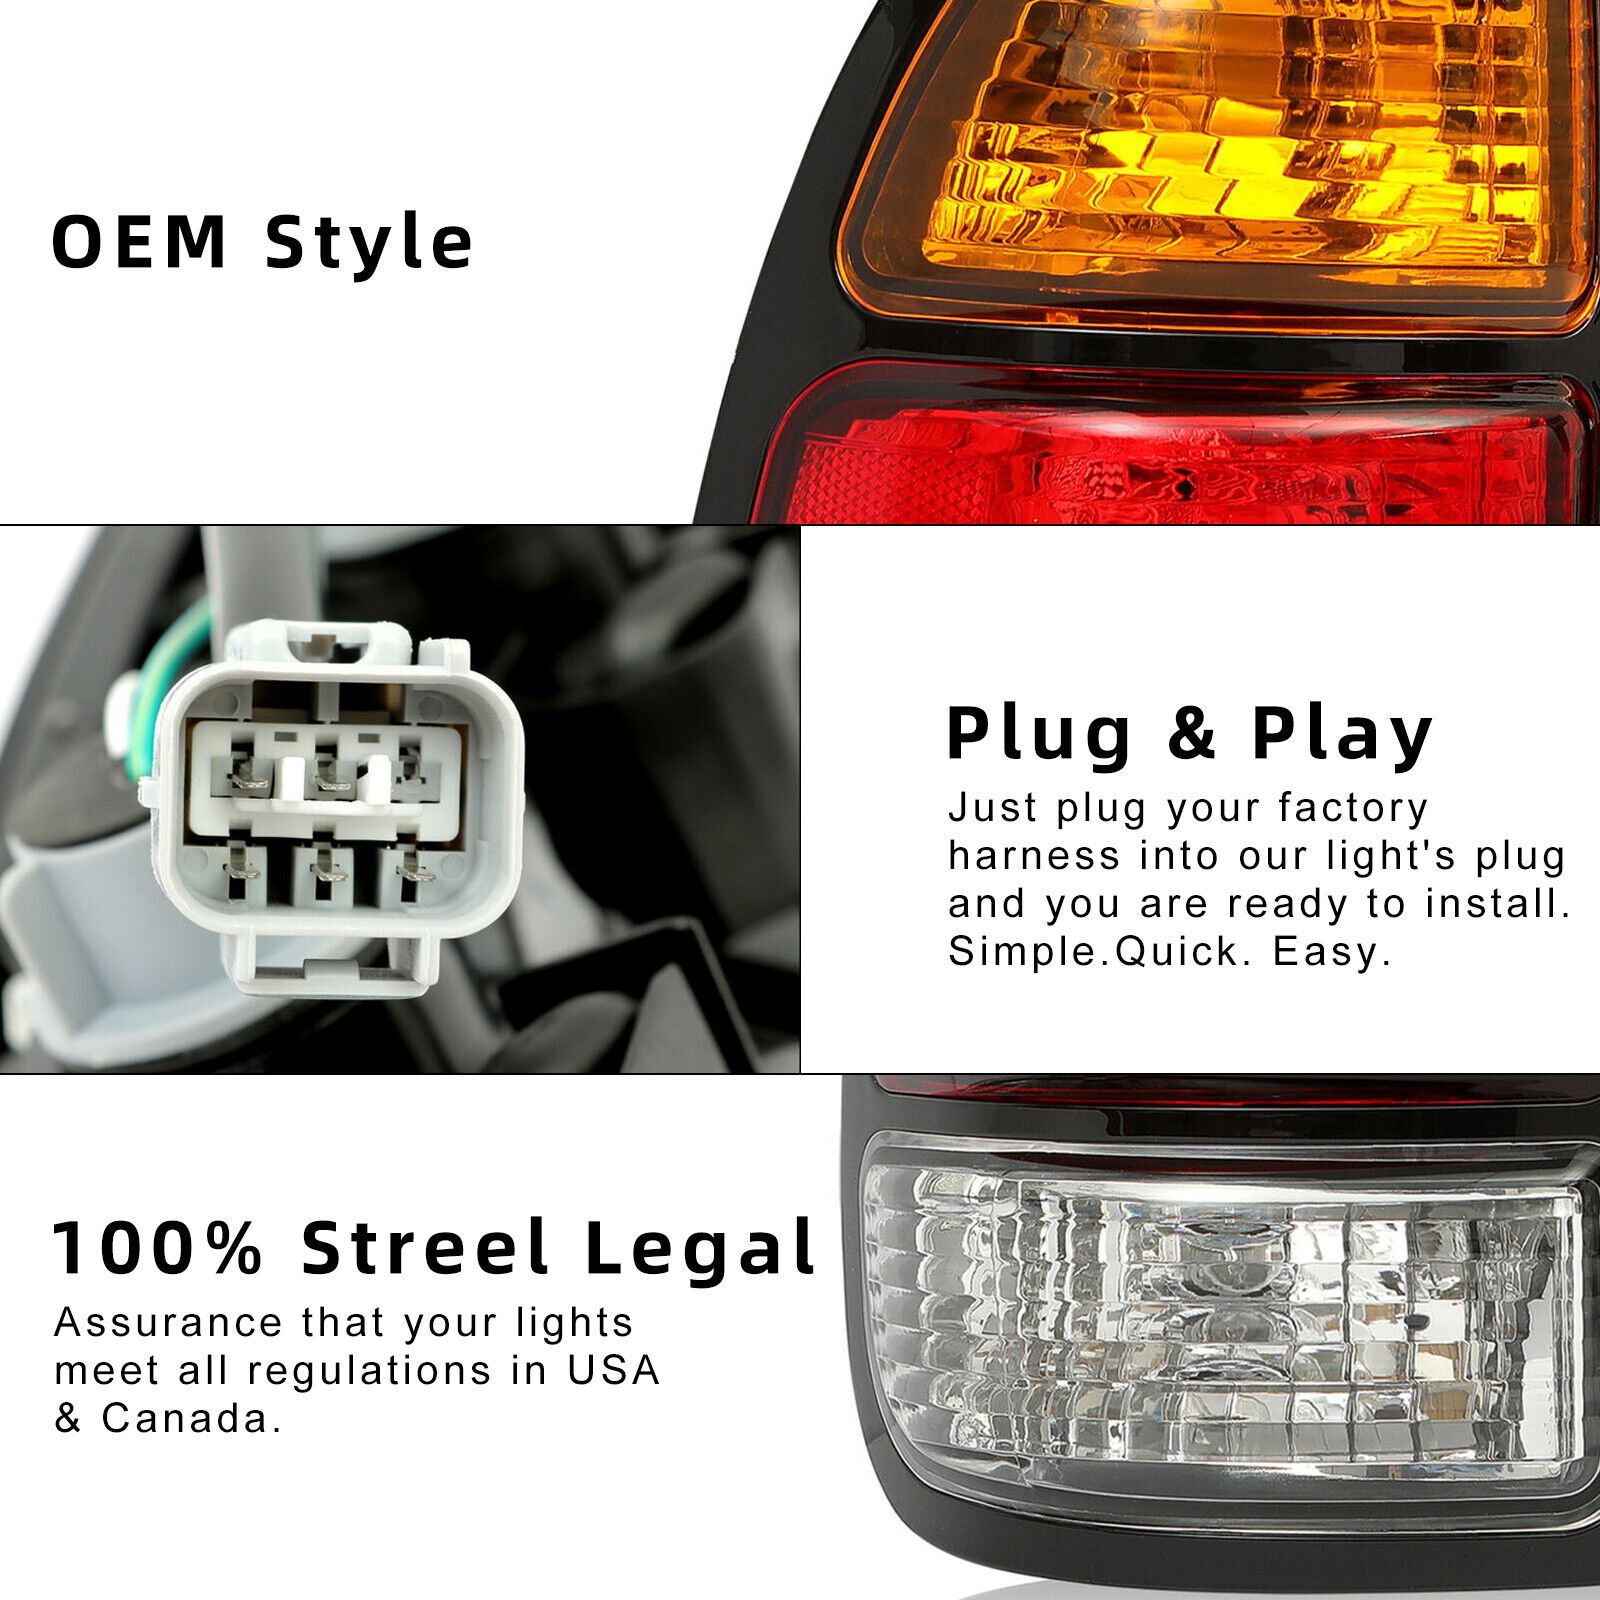 OEM Style
Plug & Play
Just plug your factory
harness into our light's plug
and you are ready to install.
Simple.Quick. Easy.
100% Streel Legal
Assurance that your lights
meet all regulations in USA
& Canada.